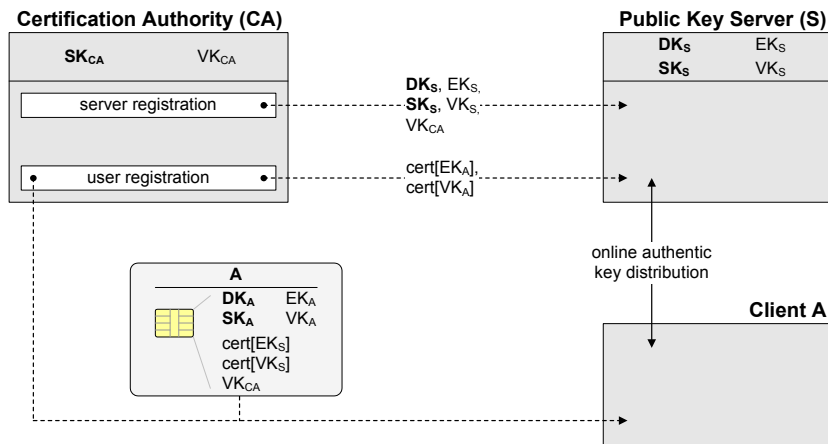 Certification Authority (CA)
Public Key Server (S)
SKCA VKCA
DKS EKS
SKS VKS
server registration
DKS, EKS,
SKS, VKS,
VKCA
user registration
cert[EKA],
cert[VKA]
online authentic
key distribution
A
DKA EKA
SKA VKA
cert[EKS]
cert[VKS]
VKCA
Client A